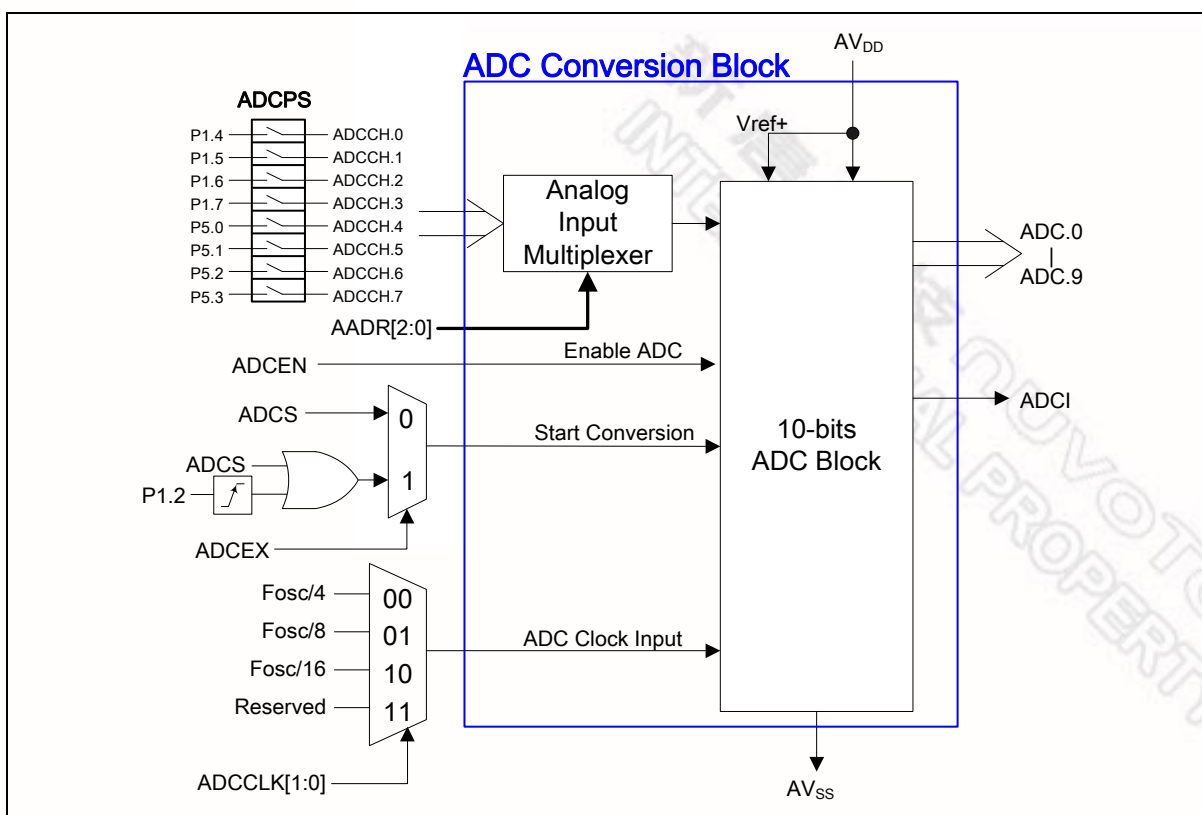 ADC Conversion Block
AV_DD
ADCPS
Vref+
P1.4 ADCCH.0
P1.5 ADCCH.1
P1.6 ADCCH.2
P1.7 ADCCH.3
P5.0 ADCCH.4
P5.1 ADCCH.5
P5.2 ADCCH.6
P5.3 ADCCH.7
Analog
Input
Multiplexer
ADC.0
ADC.9
AADR[2:0]
ADCEN
Enable ADC
ADCS
0
Start Conversion
ADCS
1
P1.2
ADCEX
10-bits
ADC Block
ADCI
Fosc/4 00
Fosc/8 01
Fosc/16 10
Reserved 11
ADC Clock Input
ADCCLK[1:0]
AV_SS
NUVOTO
PROPERTY